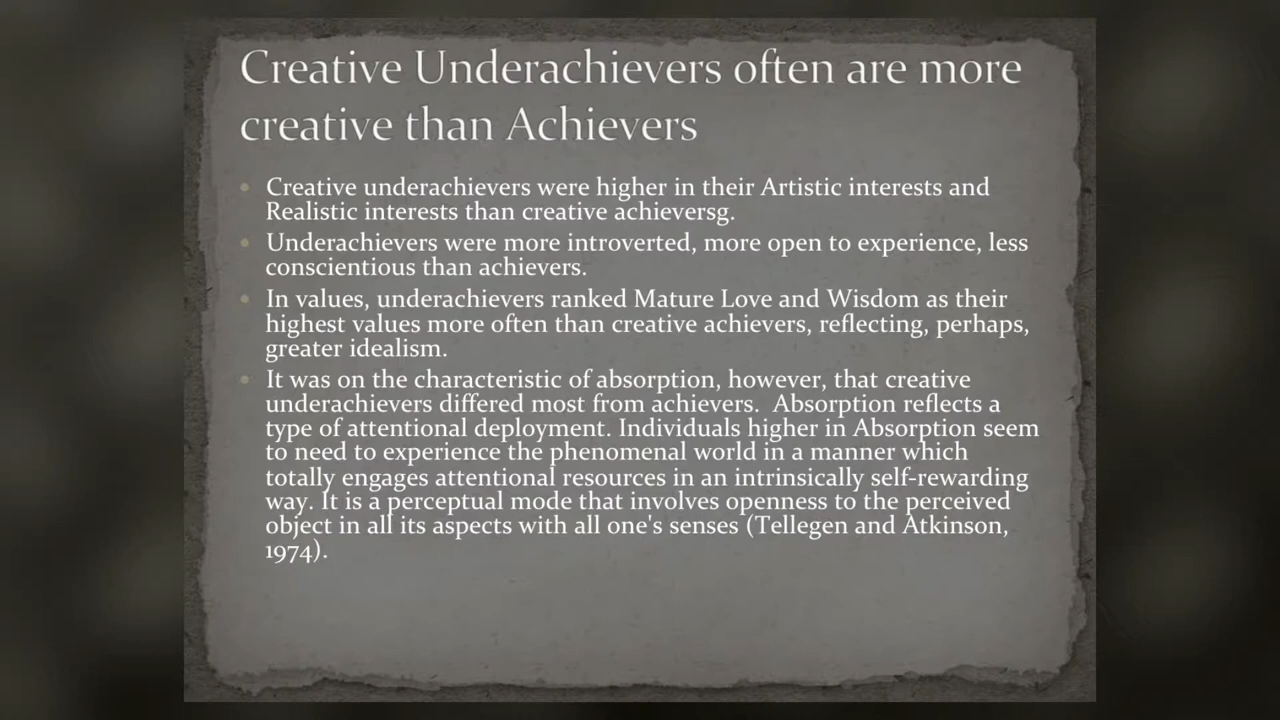 Creative Underachievers often are more
creative than Achievers
• Creative underachievers were higher in their Artistic interests and
Realistic interests than creative achieversg.
• Underachievers were more introverted, more open to experience, less
conscientious than achievers.
• In values, underachievers ranked Mature Love and Wisdom as their
highest values more often than creative achievers, reflecting, perhaps,
greater idealism.
• It was on the characteristic of absorption, however, that creative
underachievers differed most from achievers.  Absorption reflects a
type of attentional deployment. Individuals higher in Absorption seem
to need to experience the phenomenal world in a manner which
totally engages attentional resources in an intrinsically self-rewarding
way. It is a perceptual mode that involves openness to the perceived
object in all its aspects with all one's senses (Tellegen and Atkinson,
1974).